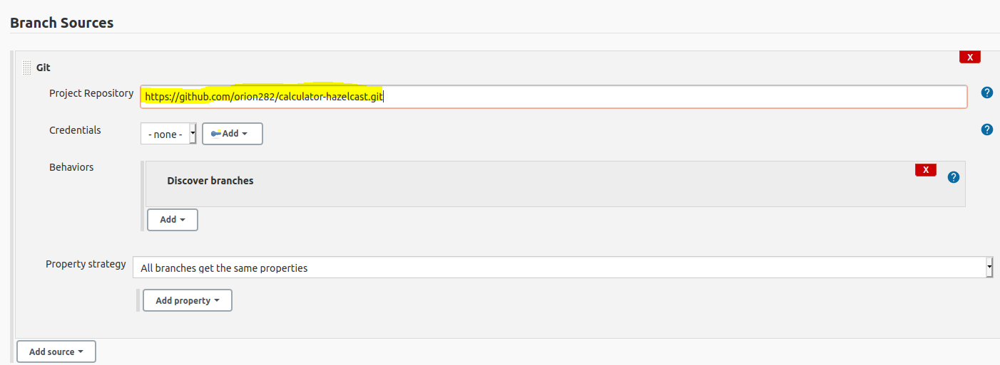 Branch Sources
X
Git
Project Repository
https://github.com/orion282/calculator-hazelcast.git
?
Credentials
- none -
Add
?
Behaviors
X
Discover branches
?
Add
Property strategy
All branches get the same properties
Add property
Add source